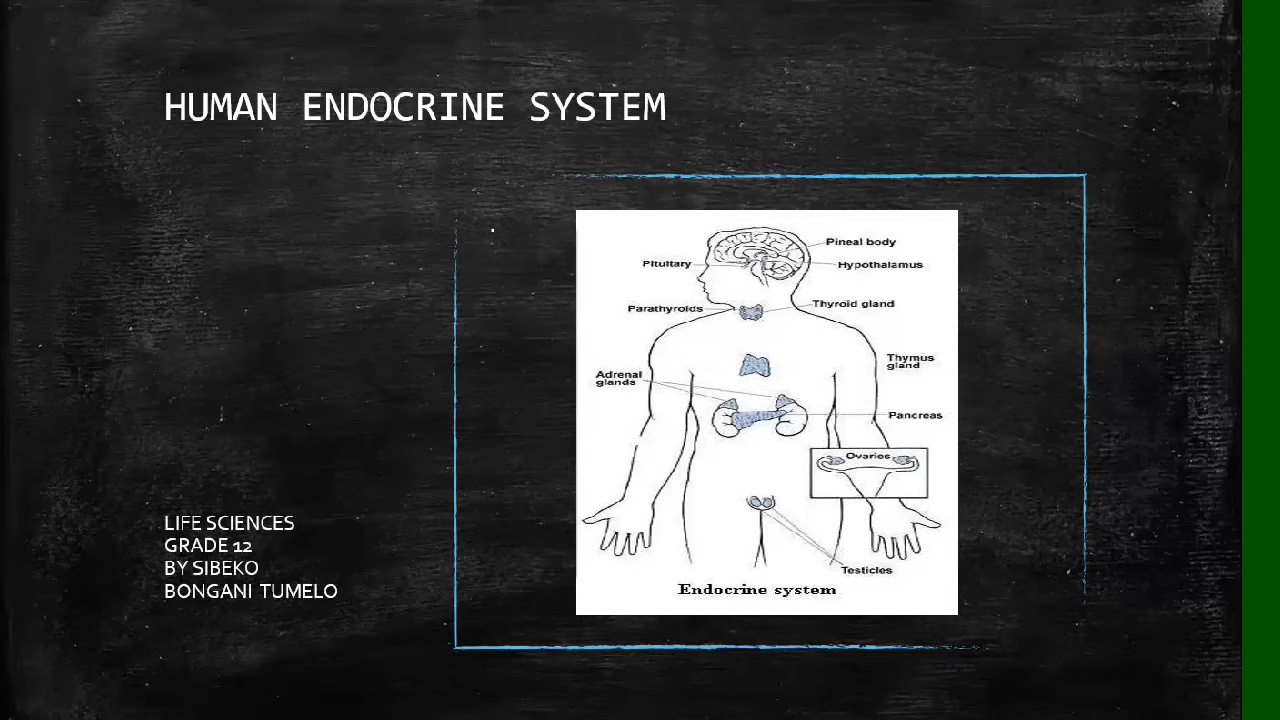 HUMAN ENDOCRINE SYSTEM
Pineal body
Pituitary
Hypothalamus
Parathyroids
Thyroid gland
Thymus
gland
Adrenal
glands
Pancreas
Ovaries
Testicles
Endocrine system
LIFE SCIENCES
GRADE 12
BY SIBEKO
BONGANI TUMELO